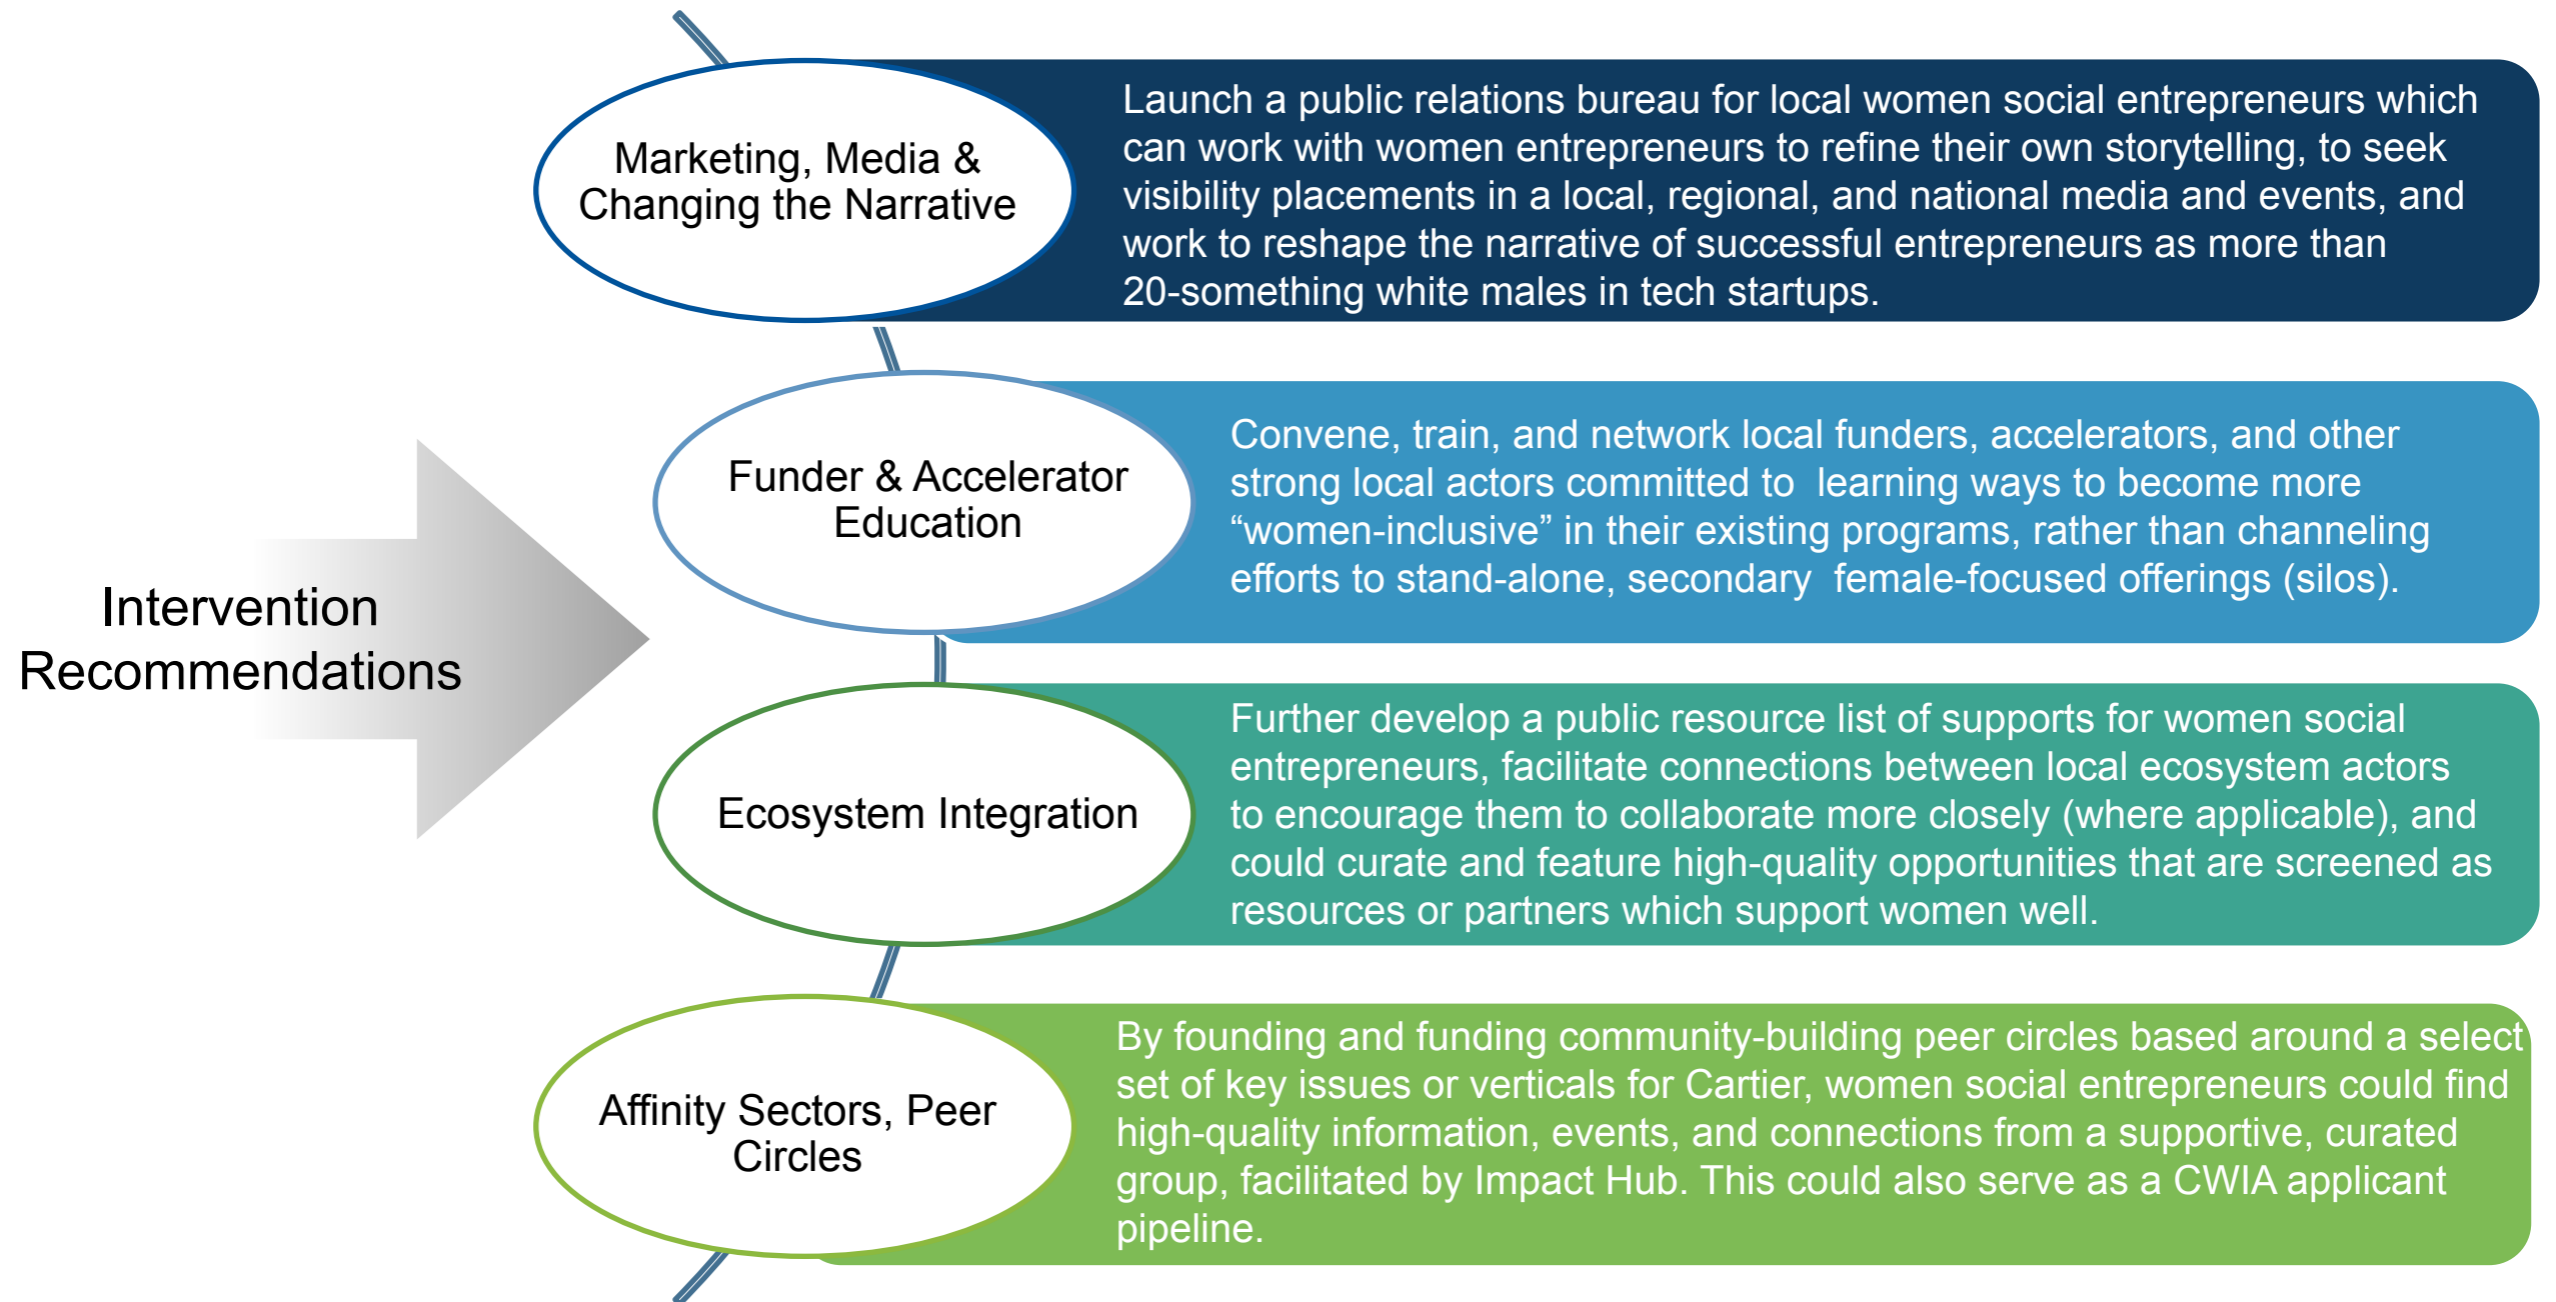 Intervention
Recommendations
Marketing, Media &
Changing the Narrative
Launch a public relations bureau for local women social entrepreneurs which
can work with women entrepreneurs to refine their own storytelling, to seek
visibility placements in a local, regional, and national media and events, and
work to reshape the narrative of successful entrepreneurs as more than
20-something white males in tech startups.
Funder & Accelerator
Education
Convene, train, and network local funders, accelerators, and other
strong local actors committed to  learning ways to become more
“women-inclusive” in their existing programs, rather than channeling
efforts to stand-alone, secondary  female-focused offerings (silos).
Ecosystem Integration
Further develop a public resource list of supports for women social
entrepreneurs, facilitate connections between local ecosystem actors
to encourage them to collaborate more closely (where applicable), and
could curate and feature high-quality opportunities that are screened as
resources or partners which support women well.
Affinity Sectors, Peer
Circles
By founding and funding community-building peer circles based around a select
set of key issues or verticals for Cartier, women social entrepreneurs could find
high-quality information, events, and connections from a supportive, curated
group, facilitated by Impact Hub. This could also serve as a CWIA applicant
pipeline.